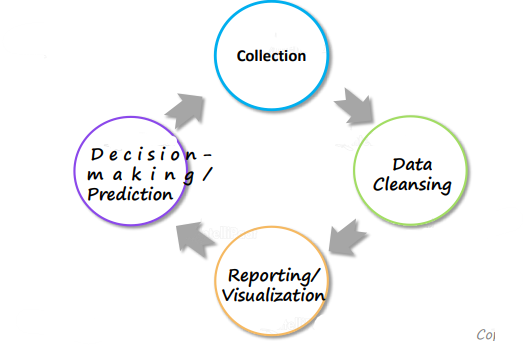 Collection
Data
Cleansing
Reporting/
Visualization
Decision-
making/
Prediction